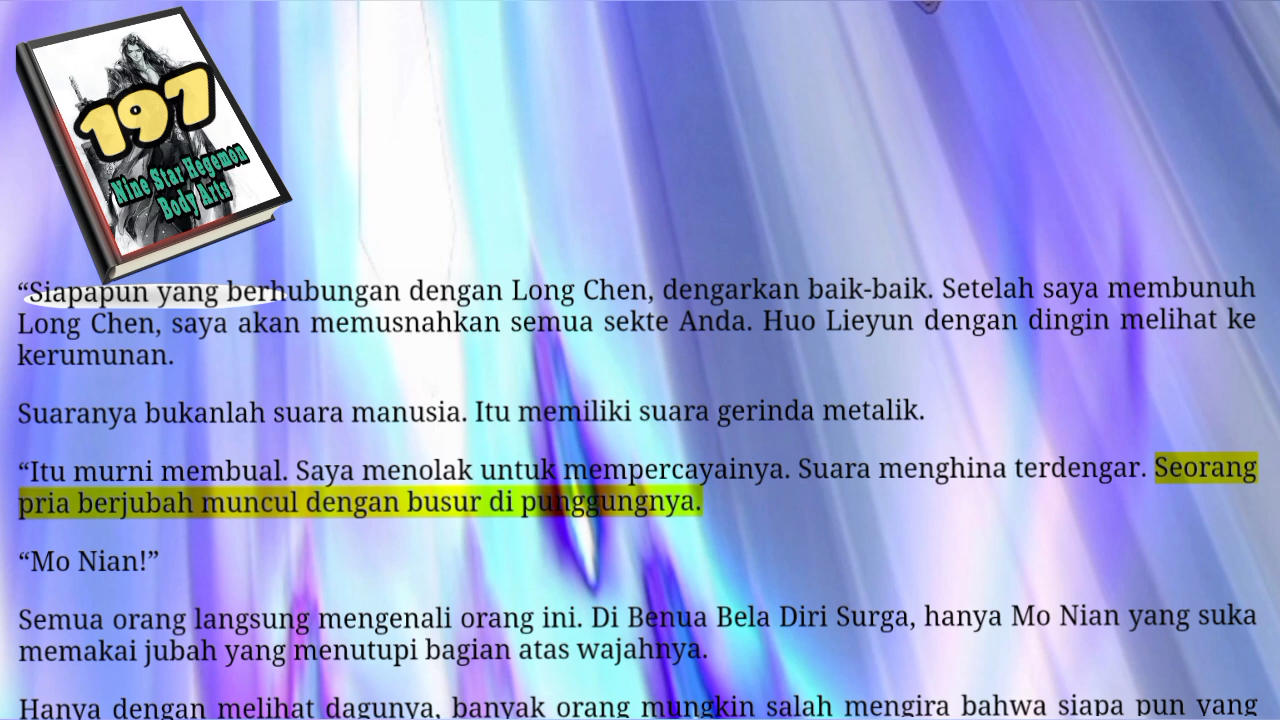 197
Nine Star Hegemon
Body Arts
“Siapapun yang berhubungan dengan Long Chen, dengarkan baik-baik. Setelah saya membunuh
Long Chen, saya akan memusnahkan semua sekte Anda. Huo Lieyun dengan dingin melihat ke
kerumunan.
Suaranya bukanlah suara manusia. Itu memiliki suara gerinda metalik.
“Itu murni membual. Saya menolak untuk mempercayainya. Suara menghina terdengar. Seorang
pria berjubah muncul dengan busur di punggungnya.
“Mo Nian!”
Semua orang langsung mengenali orang ini. Di Benua Bela Diri Surga, hanya Mo Nian yang suka
memakai jubah yang menutupi bagian atas wajahnya.
Hanya dengan melihat dagunya, banyak orang mungkin salah mengira bahwa siapa pun yang